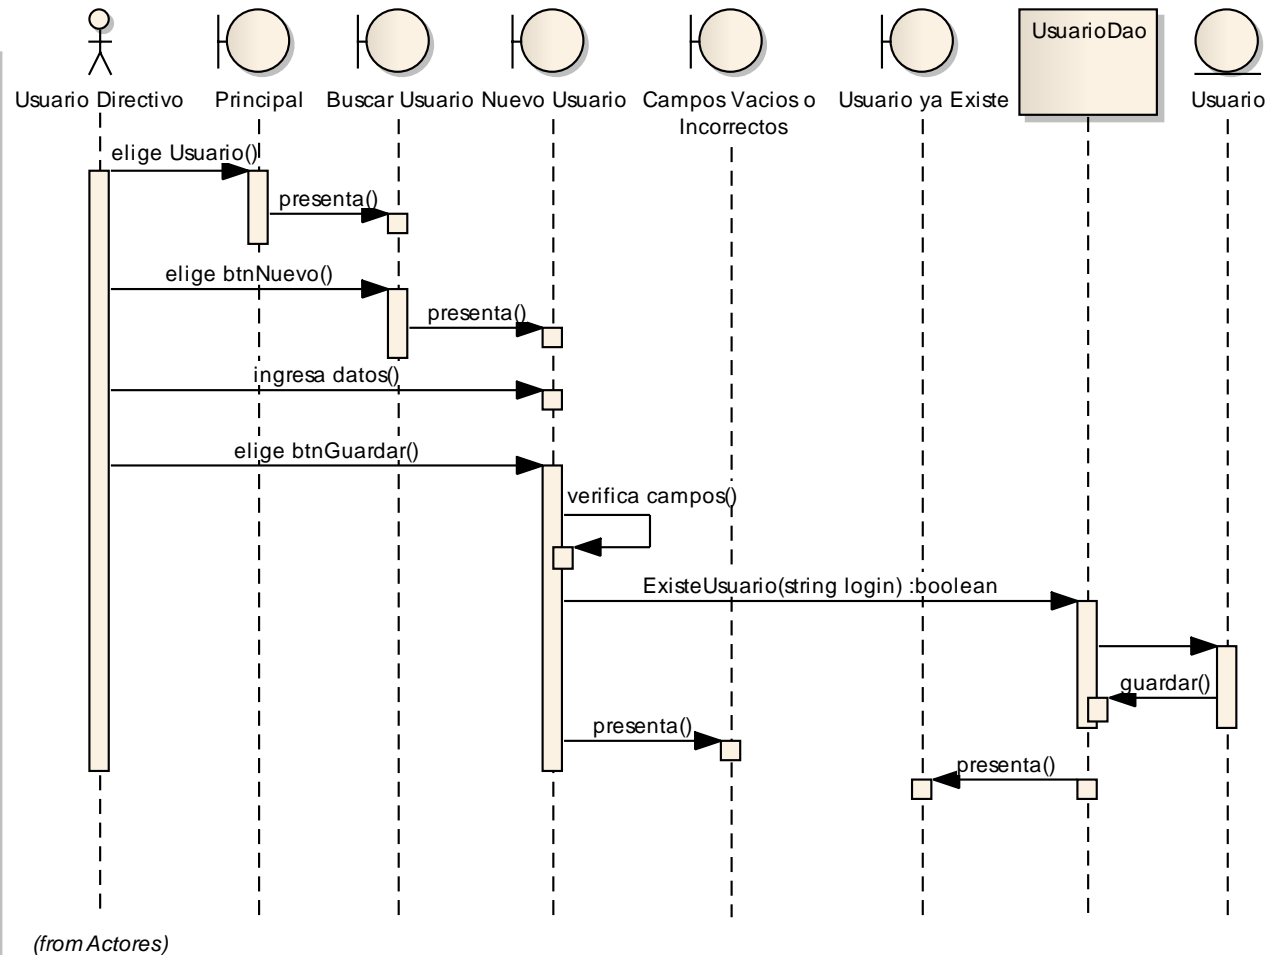 UsuarioDao
Usuario Directivo
Principal
Buscar Usuario
Nuevo Usuario
Campos Vacios o
Incorrectos
Usuario ya Existe
Usuario
elige Usuario()
presenta()
elige btnNuevo()
presenta()
ingresa datos()
elige btnGuardar()
verifica campos()
ExisteUsuario(string login) :boolean
guardar()
presenta()
presenta()
(from Actores)